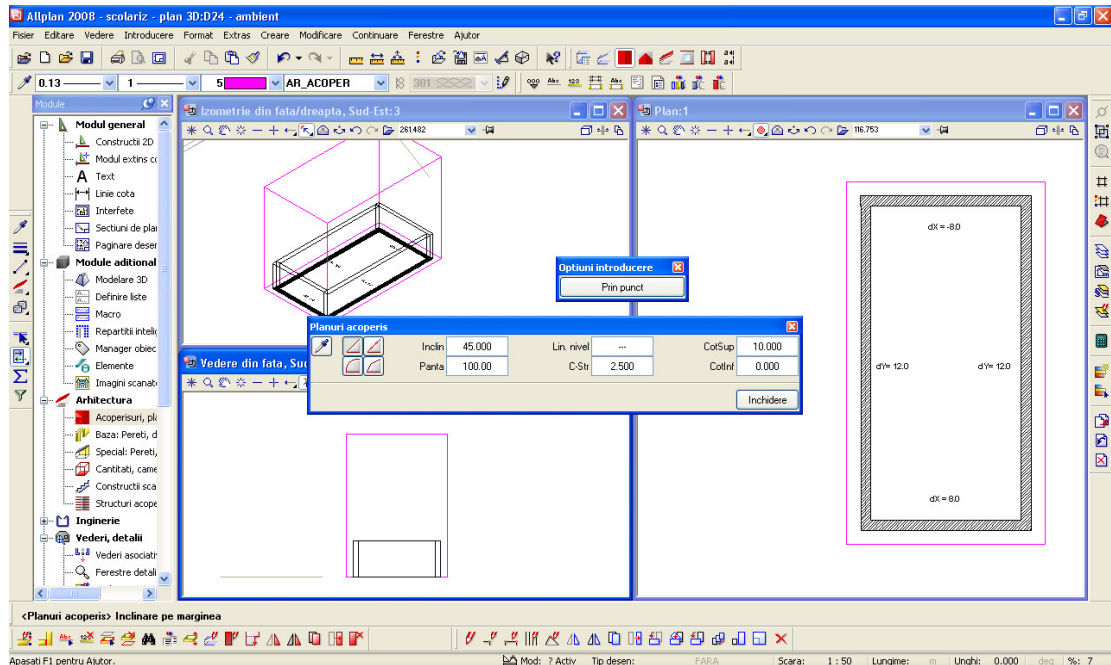 Allplan 2008 - scolariz - plan 3D:D24 - ambient
Fisier Editare Vedere Introducere Format Extras Creare Modificare Continuare Ferestre Ajutor
0.13 1 5 AR_ACOPER 301
Module
Modul general
Constructii 2D
Modul extins co
Text
Linie cota
Interfete
Sectiuni de pla
Paginare deser
Module aditional
Modelare 3D
Definire liste
Macro
Repartitii intelig
Manager obiec
Elemente
Imagini scanat
Arhitectura
Acoperisuri, pla
Baza: Pereti, d
Special: Pereti,
Cantitati, came
Constructii sca
Structuri acope
Inginerie
Vederi, detalii
Vederi asociati
Ferestre detali
Izometrie din fata/dreapta, Sud-Est:3
261.482
Plan:1
116.753
dX = -8.0
dY= 12.0 dY= 12.0
dX = 8.0
Optiuni introducere
Prin punct
Planuri acoperis
Inclin 45.000 Lin. nivel --- CotSup 10.000
Panta 100.00 C-Str 2.500 CotInf 0.000
Inchidere
Vedere din fata, Su
<Planuri acoperis> Inclinare pe marginea
Apasati F1 pentru Ajutor. Mod: ? Activ Tip desen: FARA Scara: 1 : 50 Lungime: m Unghi: 0.000 deg %: 7